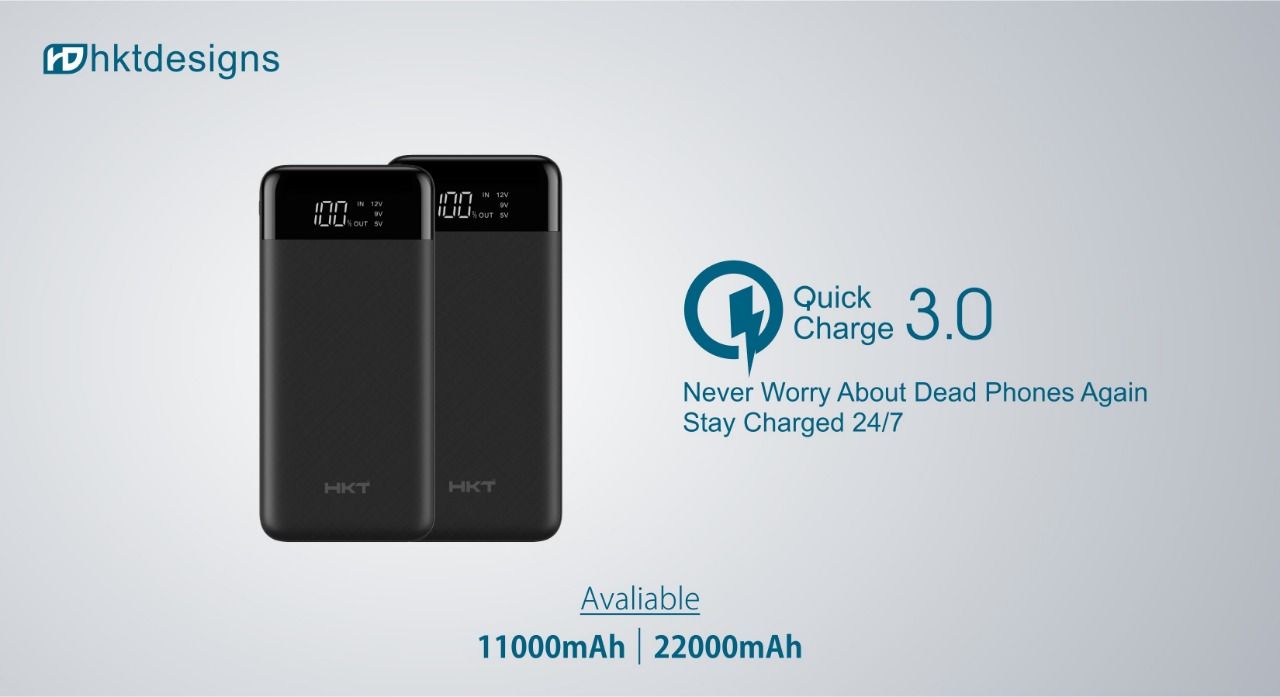 hktdesigns
100% IN 12V
9V
OUT 5V
100% IN 12V
9V
OUT 5V
HKT
HKT
Quick
Charge 3.0
Never Worry About Dead Phones Again
Stay Charged 24/7
Avaliable
11000mAh | 22000mAh